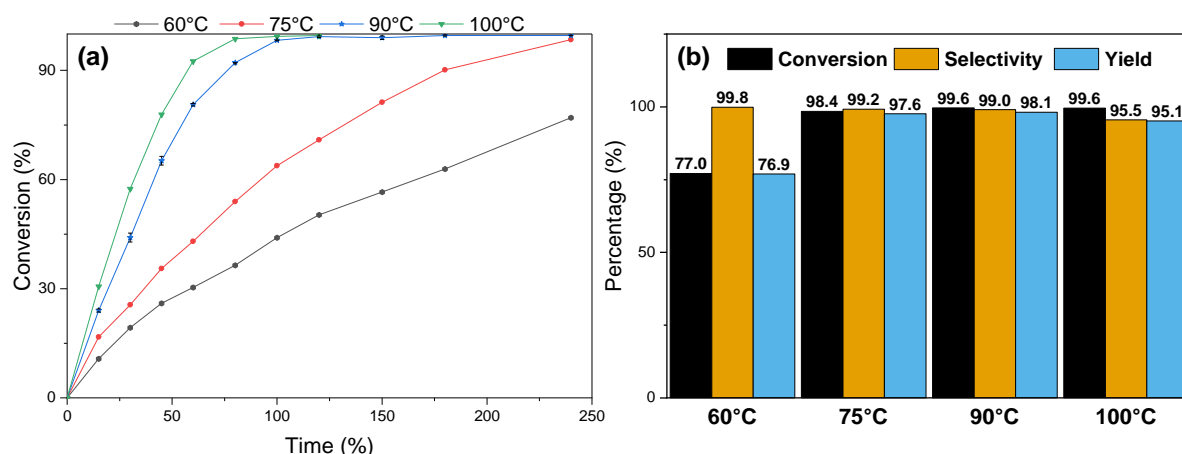 60°C 75°C 90°C 100°C
(a)
90
60
30
0
0 50 100 150 200 250
Conversion (%)
Time (%)
(b)
Conversion Selectivity Yield
100
50
0
Percentage (%)
77.0 99.8 76.9 98.4 99.2 97.6 99.6 99.0 98.1 99.6 95.5 95.1
60°C 75°C 90°C 100°C